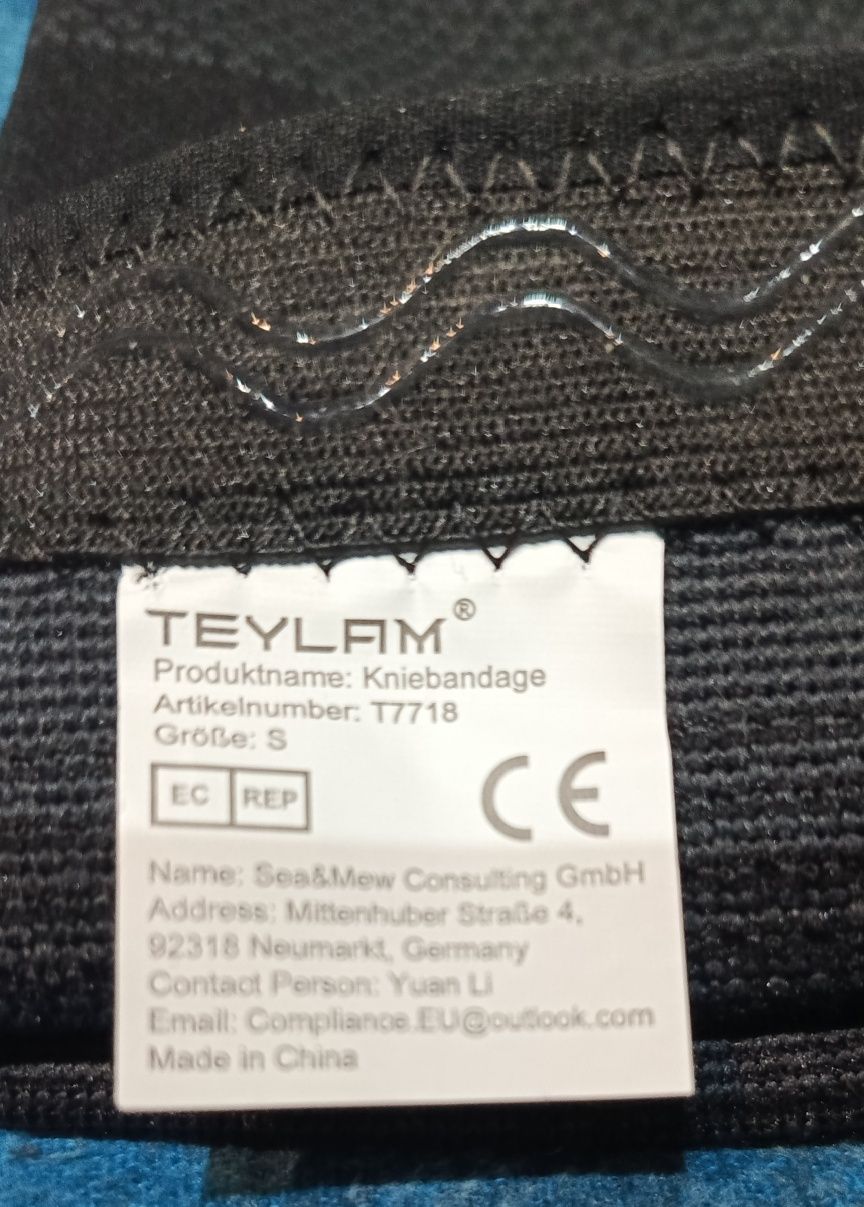 TEYLAM®
Produktname: Kniebandage
Artikelnumber: T7718
Größe: S
EC REP
CE
Name: Sea&Mew Consulting GmbH
Address: Mittenhuber Straße 4,
92318 Neumarkt, Germany
Contact Person: Yuan Li
Email: Compliance.EU@outlook.com
Made in China